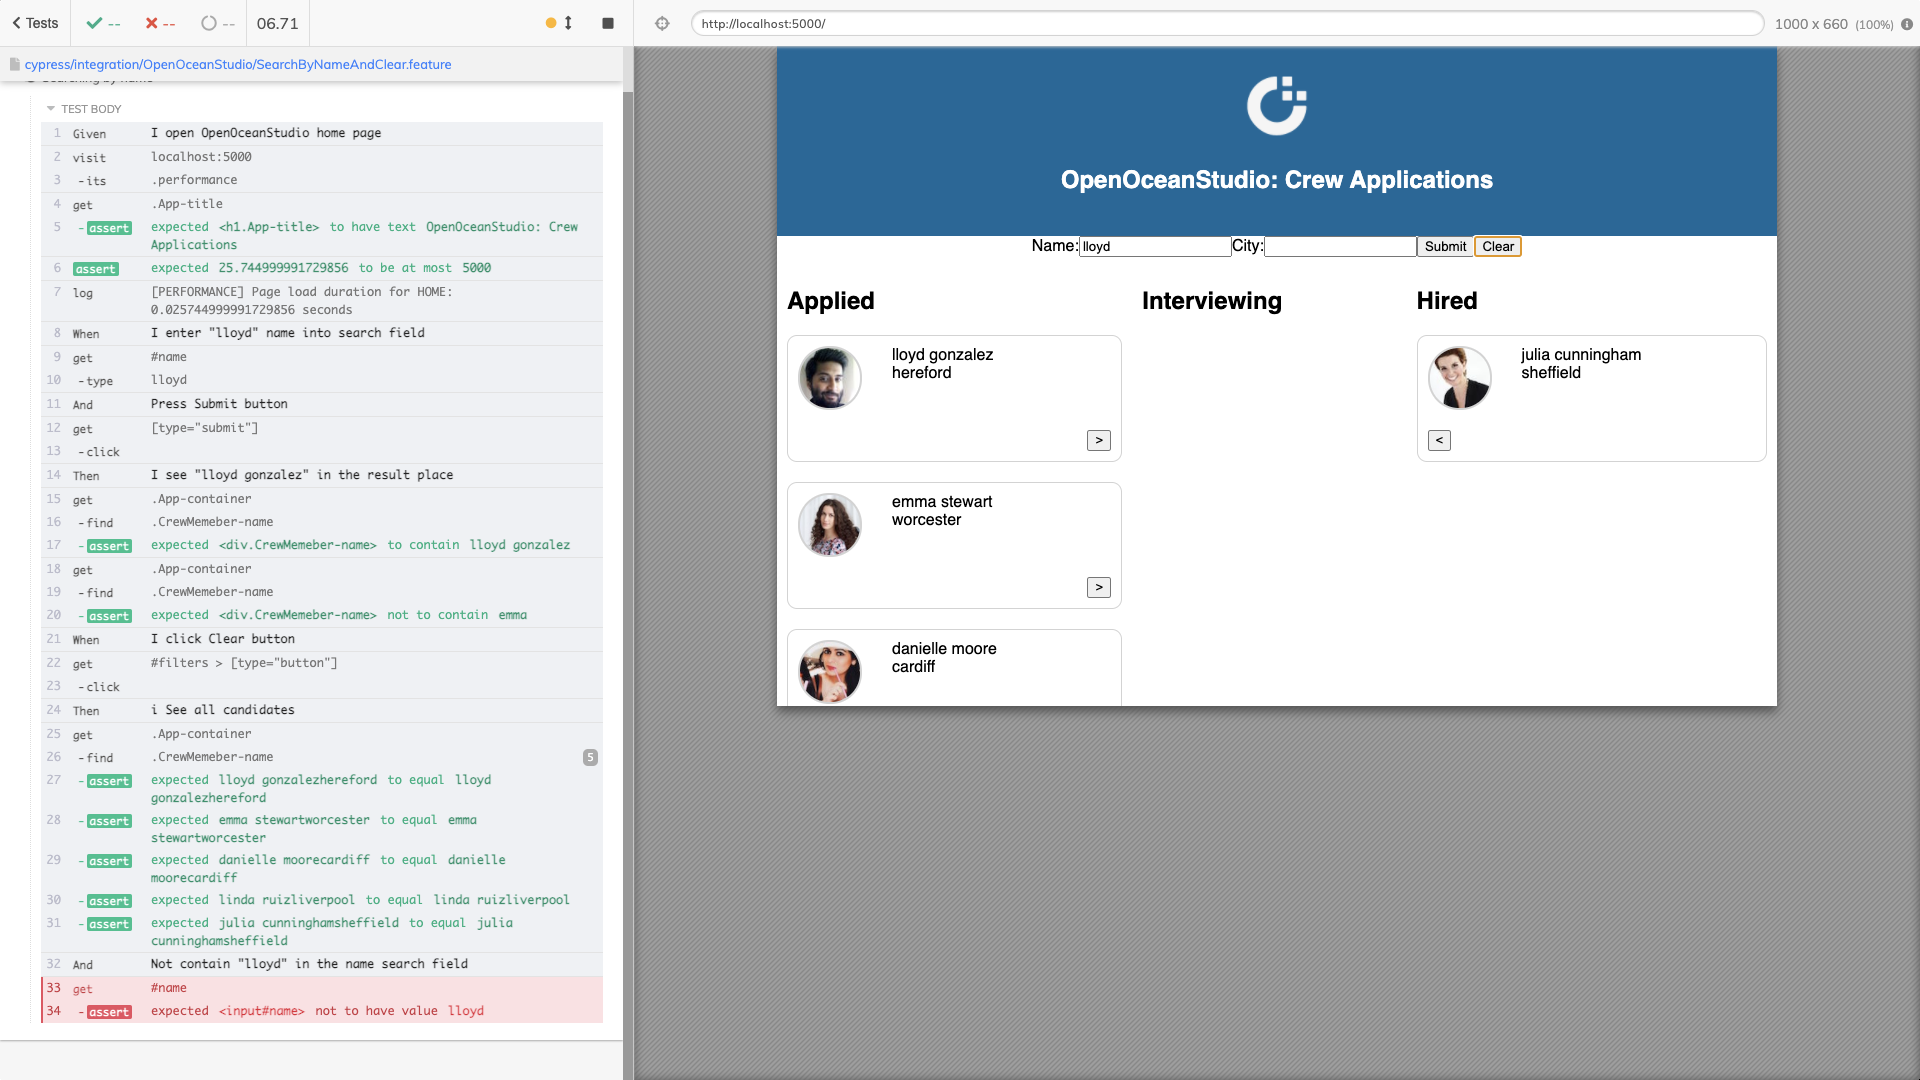 Tests
--
--
--
06.71
cypress/integration/OpenOceanStudio/SearchByNameAndClear.feature
TEST BODY
1 Given I open OpenOceanStudio home page
2 visit localhost:5000
3 -its .performance
4 get .App-title
5 -assert expected <h1.App-title> to have text OpenOceanStudio: Crew
Applications
6 assert expected 25.744999991729856 to be at most 5000
7 log [PERFORMANCE] Page load duration for HOME:
0.025744999991729856 seconds
8 When I enter "lloyd" name into search field
9 get #name
10 -type lloyd
11 And Press Submit button
12 get [type="submit"]
13 -click
14 Then I see "lloyd gonzalez" in the result place
15 get .App-container
16 -find .CrewMemeber-name
17 -assert expected <div.CrewMemeber-name> to contain lloyd gonzalez
18 get .App-container
19 -find .CrewMemeber-name
20 -assert expected <div.CrewMemeber-name> not to contain emma
21 When I click Clear button
22 get #filters > [type="button"]
23 -click
24 Then i See all candidates
25 get .App-container
26 -find .CrewMemeber-name 5
27 -assert expected lloyd gonzalezhereford to equal lloyd
gonzalezhereford
28 -assert expected emma stewartworcester to equal emma
stewartworcester
29 -assert expected danielle moorecardiff to equal danielle
moorecardiff
30 -assert expected linda ruizliverpool to equal linda ruizliverpool
31 -assert expected julia cunninghamsheffield to equal julia
cunninghamsheffield
32 And Not contain "lloyd" in the name search field
33 get #name
34 -assert expected <input#name> not to have value lloyd
http://localhost:5000/
1000 x 660 (100%)
OpenOceanStudio: Crew Applications
Name: lloyd City: Submit Clear
Applied
Interviewing
Hired
lloyd gonzalez
hereford
>
julia cunningham
sheffield
<
emma stewart
worcester
>
danielle moore
cardiff